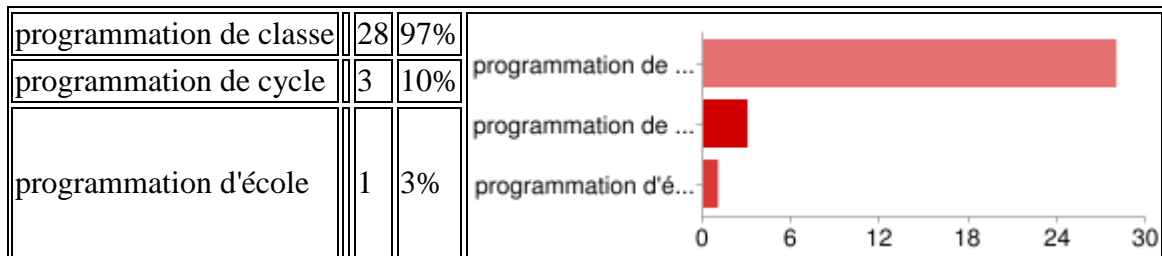 programmation de classe 28 97%
programmation de cycle 3 10%
programmation d'école 1 3%
programmation de ...
programmation de ...
programmation d'é...
0 6 12 18 24 30